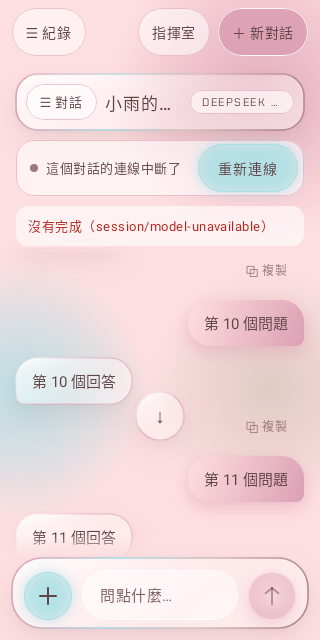 ☰ 紀錄
指揮室
＋ 新對話
☰ 對話
小雨的…
DEEPSEEK …
這個對話的連線中斷了
重新連線
沒有完成（session/model-unavailable）
複製
第 10 個問題
第 10 個回答
↓
複製
第 11 個問題
第 11 個回答
問點什麼…